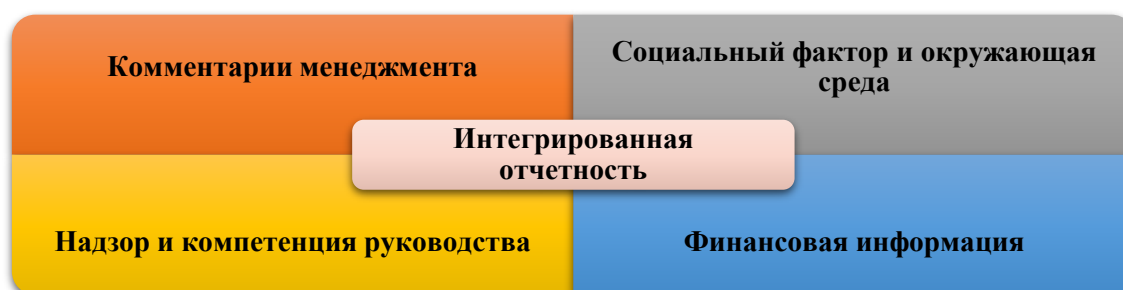 Комментарии менеджмента
Социальный фактор и окружающая
среда
Интегрированная
отчетность
Надзор и компетенция руководства
Финансовая информация